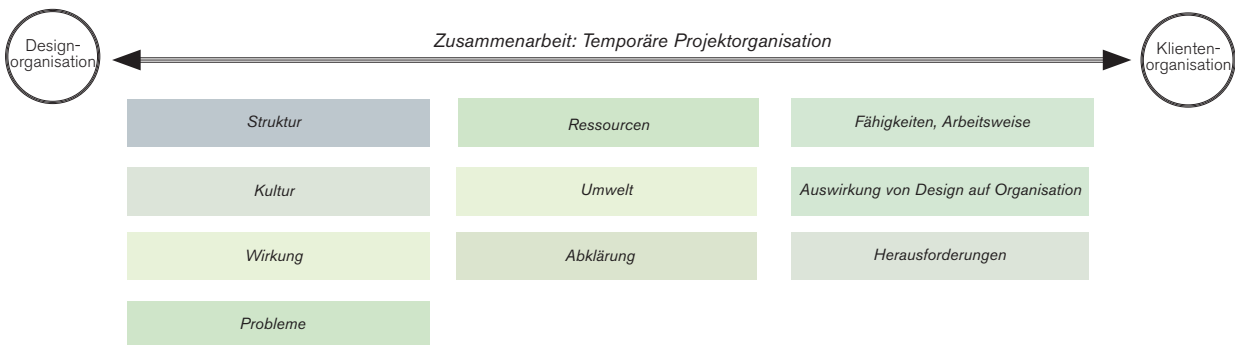 Design-
organisation
Zusammenarbeit: Temporäre Projektorganisation
Klienten-
organisation
Struktur
Ressourcen
Fähigkeiten, Arbeitsweise
Kultur
Umwelt
Auswirkung von Design auf Organisation
Wirkung
Abklärung
Herausforderungen
Probleme